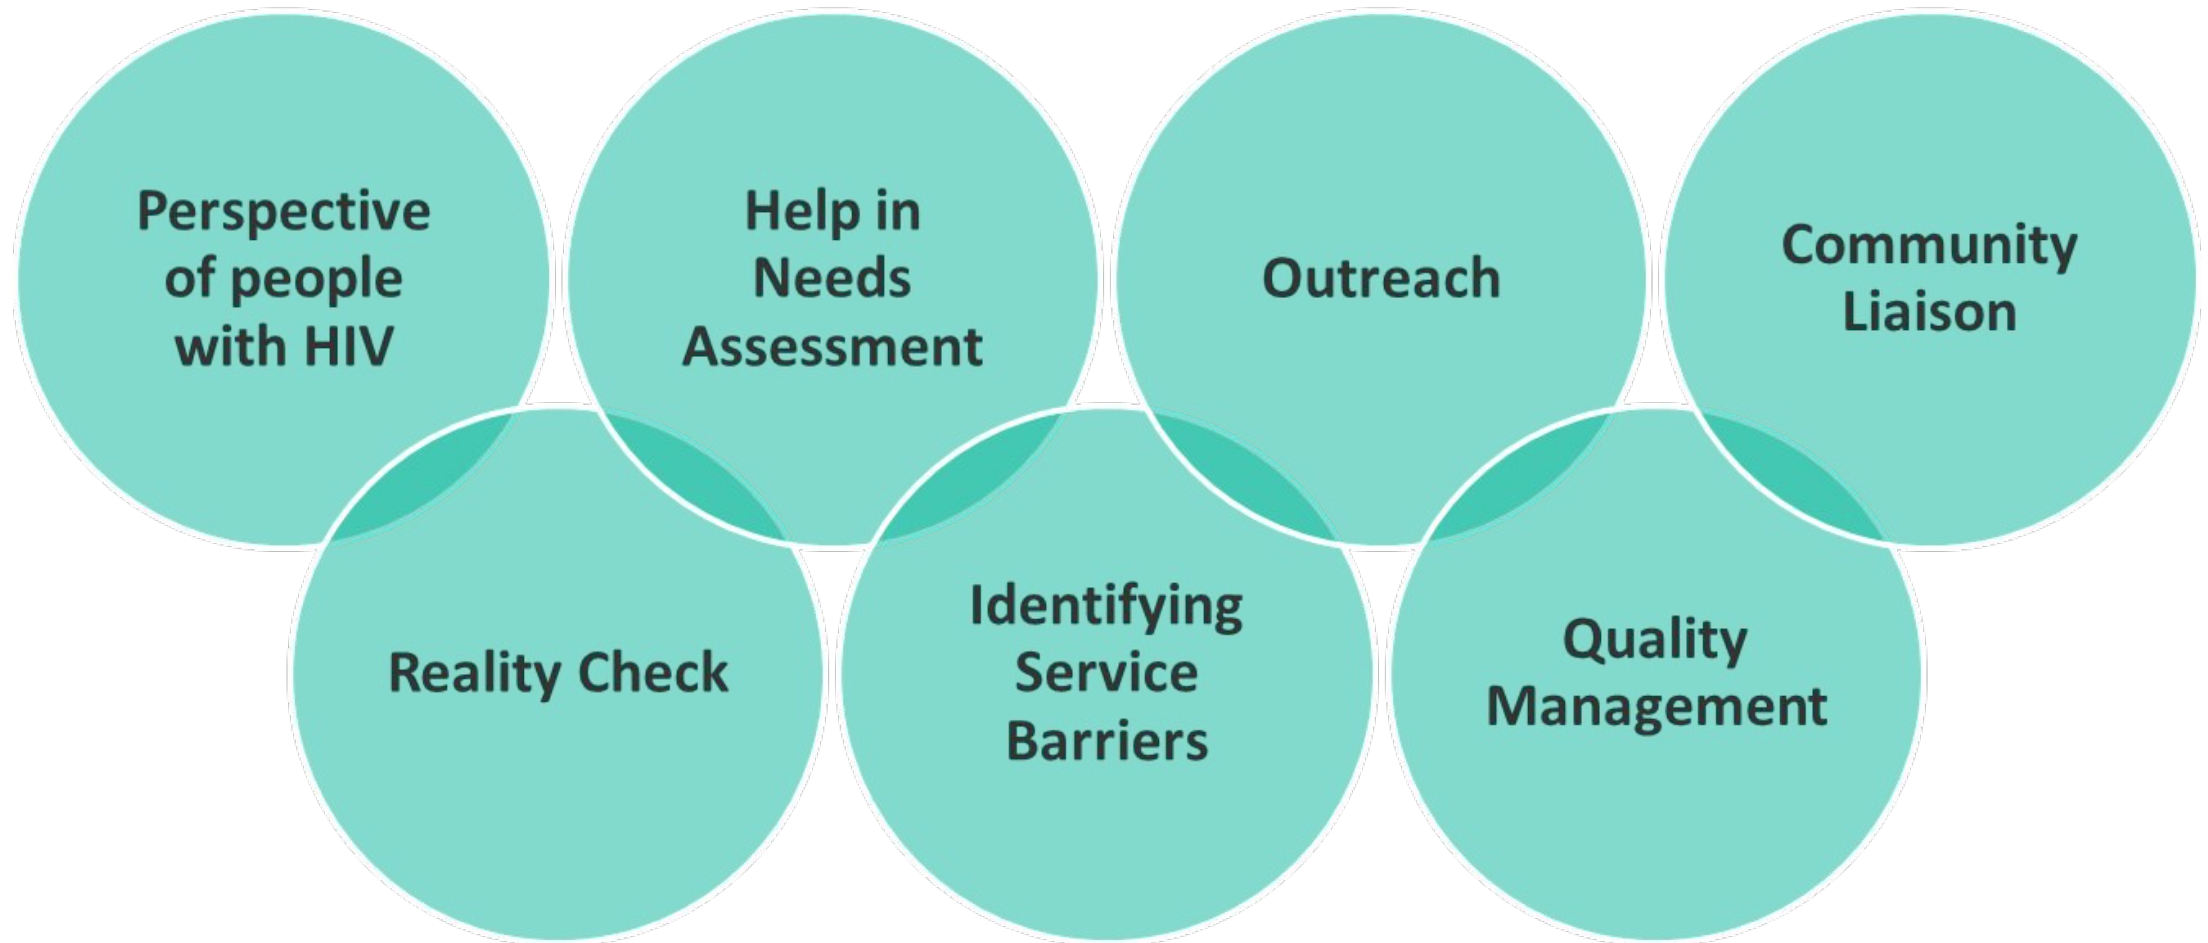 Perspective
of people
with HIV
Help in
Needs
Assessment
Outreach
Community
Liaison
Reality Check
Identifying
Service
Barriers
Quality
Management